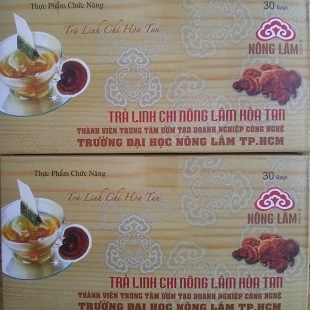 Thực Phẩm Chức Năng
30 Bags
Trà Linh Chi Hòa Tan
NÔNG LÂM
TRÀ LINH CHI NÔNG LÂM HÒA TAN
THÀNH VIÊN TRUNG TÂM ƯƠM TẠO DOANH NGHIỆP CÔNG NGHỆ
TRƯỜNG ĐẠI HỌC NÔNG LÂM TP.HCM
Thực Phẩm Chức Năng
30 Bags
Trà Linh Chi Hòa Tan
NÔNG LÂM
TRÀ LINH CHI NÔNG LÂM HÒA TAN
THÀNH VIÊN TRUNG TÂM ƯƠM TẠO DOANH NGHIỆP CÔNG NGHỆ
TRƯỜNG ĐẠI HỌC NÔNG LÂM TP.HCM